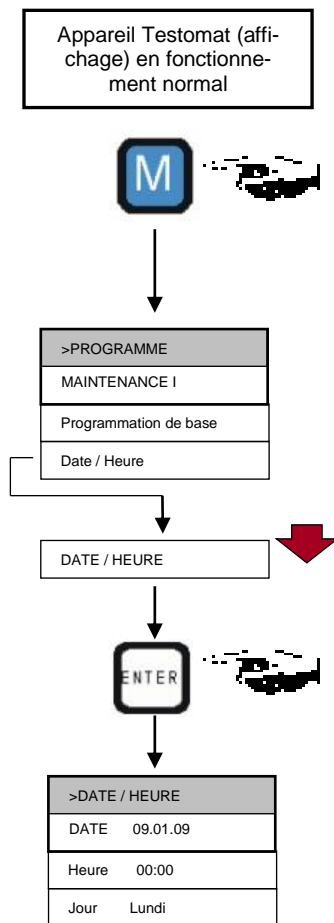 Appareil Testomat (affi-
chage) en fonctionne-
ment normal
M
>PROGRAMME
MAINTENANCE I
Programmation de base
Date / Heure
DATE / HEURE
ENTER
>DATE / HEURE
DATE 09.01.09
Heure 00:00
Jour Lundi